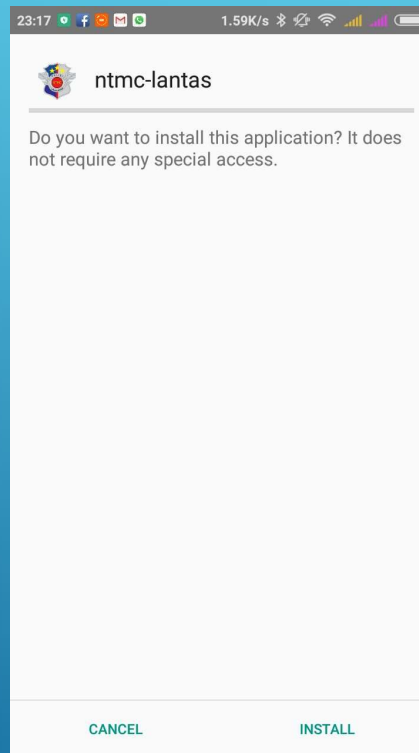 23:17 1.59K/s
ntmc-lantas
Do you want to install this application? It does
not require any special access.
CANCEL INSTALL